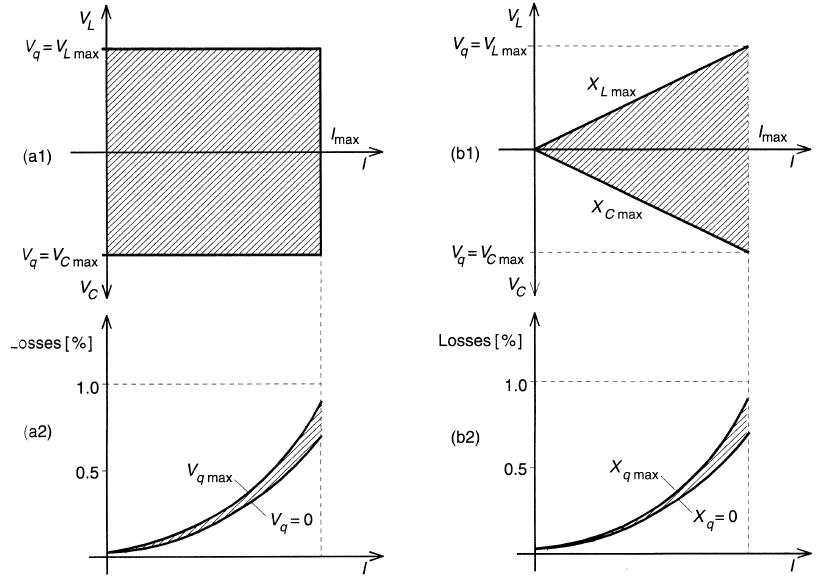 V_L
V_q = V_L max
I_max
(a1)
I
V_q = V_C max
V_C
Losses [%]
1.0
(a2)
0.5
V_q max
V_q = 0
I
V_L
V_q = V_L max
X_L max
I_max
(b1)
I
X_C max
V_q = V_C max
V_C
Losses [%]
1.0
(b2)
0.5
X_q max
X_q = 0
I